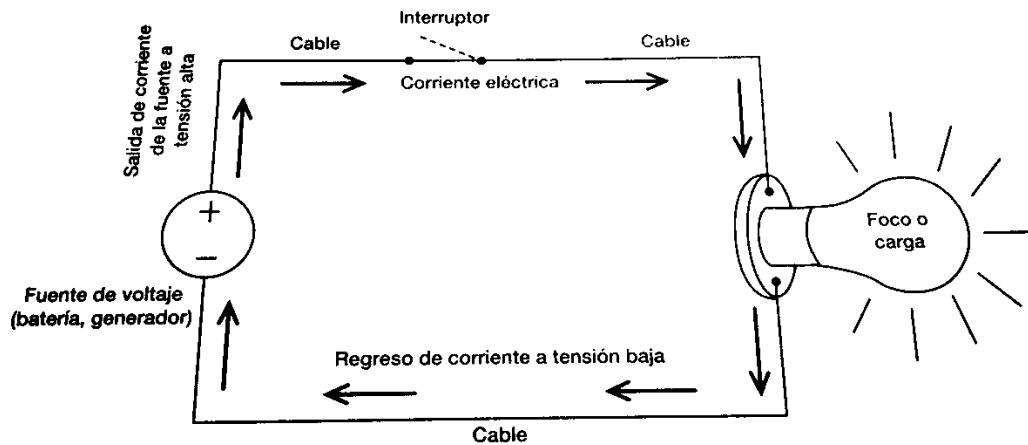 Interruptor
Cable
Cable
Corriente eléctrica
Salida de corriente
de la fuente a
tensión alta
+
−
Foco o
carga
Fuente de voltaje
(batería, generador)
Regreso de corriente a tensión baja
Cable